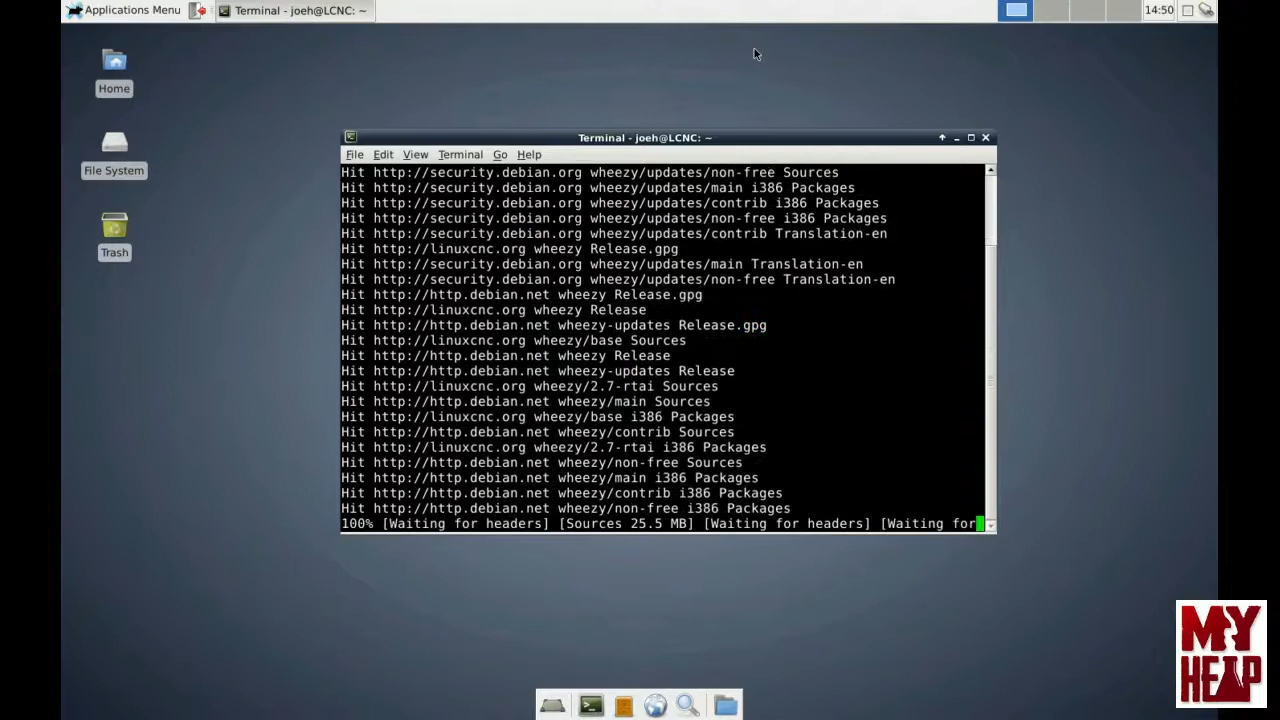 Applications Menu
Terminal - joeh@LCNC: ~
14:50
Home
File System
Trash
Terminal - joeh@LCNC: ~
File Edit View Terminal Go Help
Hit http://security.debian.org wheezy/updates/non-free Sources
Hit http://security.debian.org wheezy/updates/main i386 Packages
Hit http://security.debian.org wheezy/updates/contrib i386 Packages
Hit http://security.debian.org wheezy/updates/non-free i386 Packages
Hit http://security.debian.org wheezy/updates/contrib Translation-en
Hit http://linuxcnc.org wheezy Release.gpg
Hit http://security.debian.org wheezy/updates/main Translation-en
Hit http://security.debian.org wheezy/updates/non-free Translation-en
Hit http://http.debian.net wheezy Release.gpg
Hit http://linuxcnc.org wheezy Release
Hit http://http.debian.net wheezy-updates Release.gpg
Hit http://linuxcnc.org wheezy/base Sources
Hit http://http.debian.net wheezy Release
Hit http://http.debian.net wheezy-updates Release
Hit http://linuxcnc.org wheezy/2.7-rtai Sources
Hit http://http.debian.net wheezy/main Sources
Hit http://linuxcnc.org wheezy/base i386 Packages
Hit http://http.debian.net wheezy/contrib Sources
Hit http://linuxcnc.org wheezy/2.7-rtai i386 Packages
Hit http://http.debian.net wheezy/non-free Sources
Hit http://http.debian.net wheezy/main i386 Packages
Hit http://http.debian.net wheezy/contrib i386 Packages
Hit http://http.debian.net wheezy/non-free i386 Packages
100% [Waiting for headers] [Sources 25.5 MB] [Waiting for headers] [Waiting for
MY
HEAP